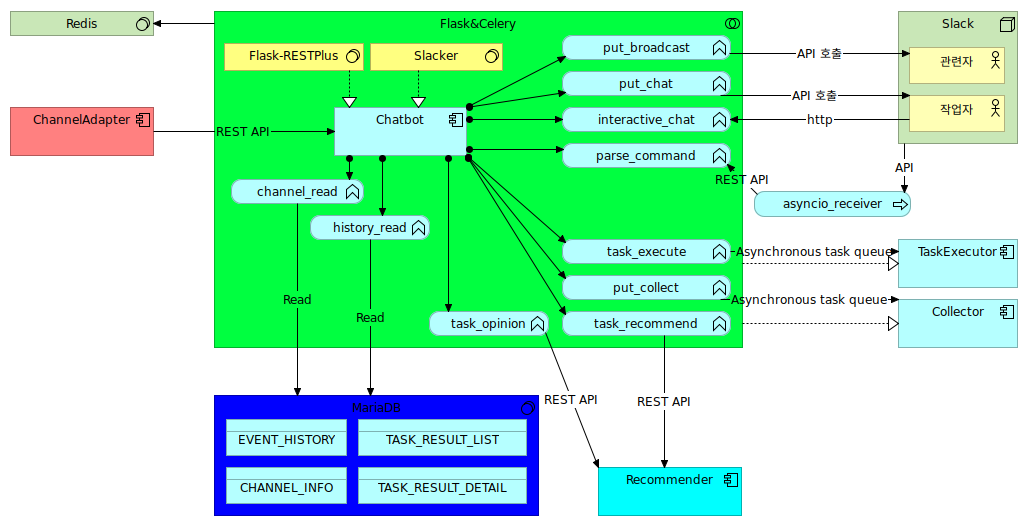 Redis
Flask&Celery
Slack
Flask-RESTPlus
Slacker
put_broadcast
API 호출
관련자
put_chat
API 호출
작업자
ChannelAdapter
REST API
Chatbot
interactive_chat
http
parse_command
REST API
API
channel_read
asyncio_receiver
history_read
task_execute
Asynchronous task queue
TaskExecutor
put_collect
Asynchronous task queue
Collector
Read
Read
task_opinion
task_recommend
REST API
REST API
MariaDB
EVENT_HISTORY
TASK_RESULT_LIST
CHANNEL_INFO
TASK_RESULT_DETAIL
Recommender